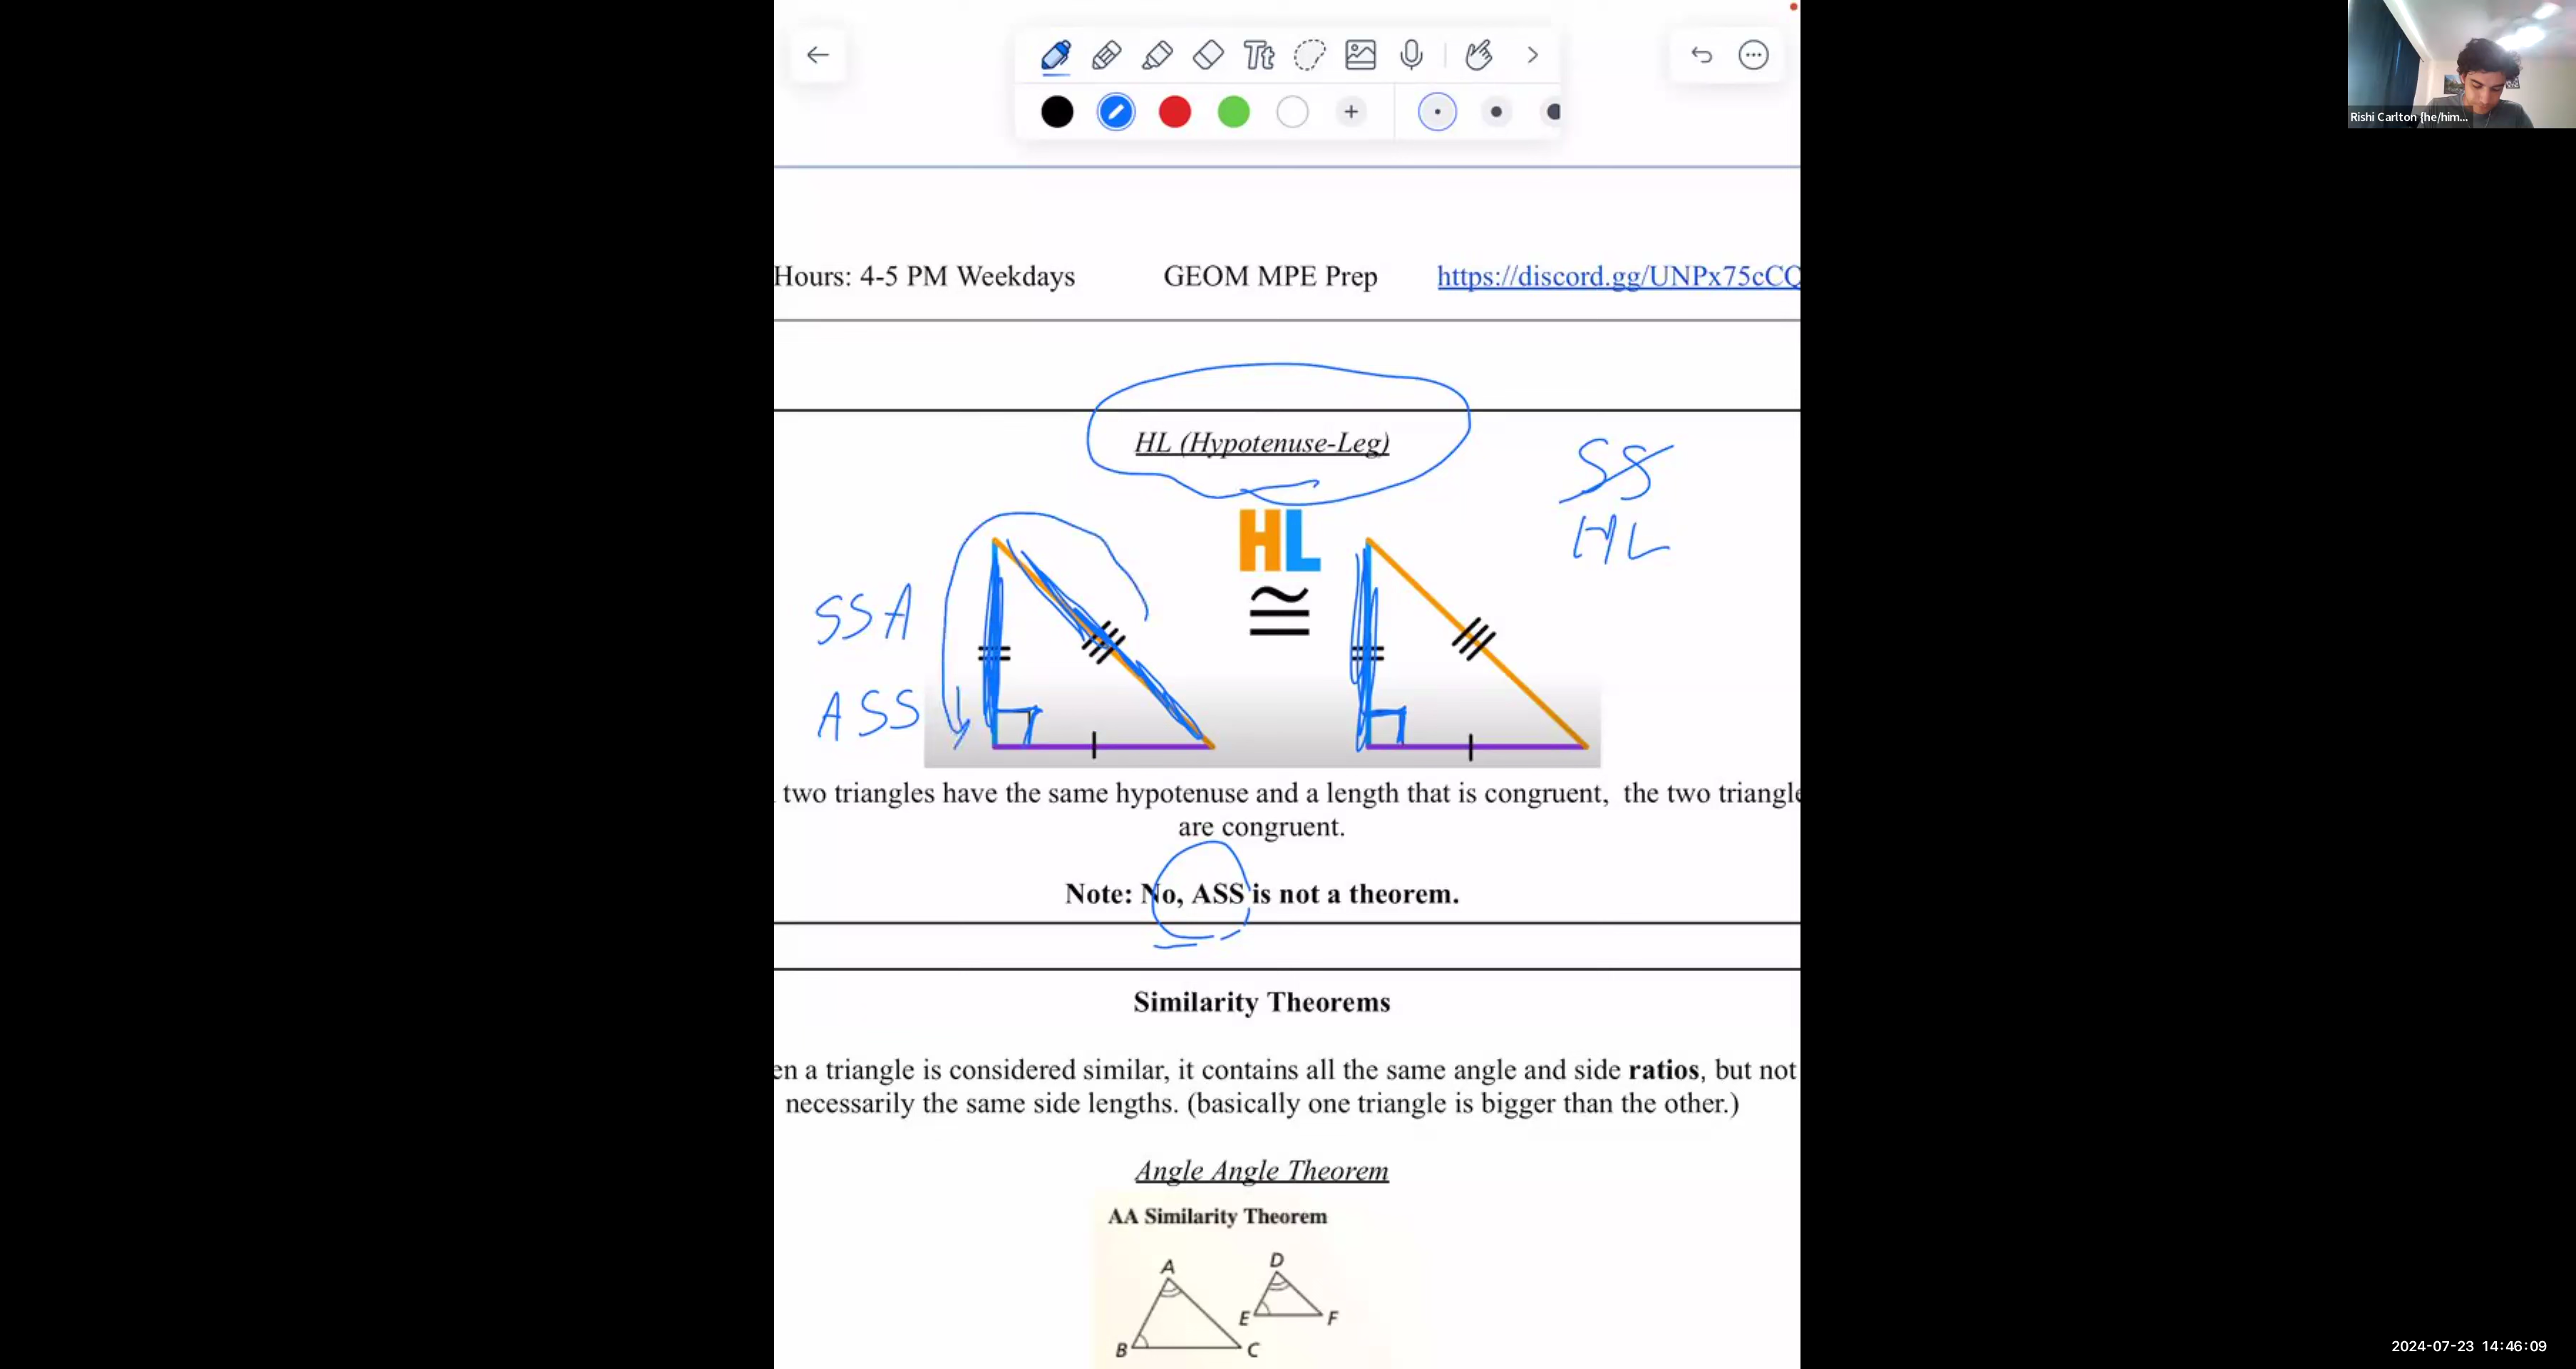 Tt
Rishi Carlton (he/him...
Hours: 4-5 PM Weekdays GEOM MPE Prep https://discord.gg/UNPx75cCQ
HL (Hypotenuse-Leg)
SS
HL
HL
≅
SSA
ASS
two triangles have the same hypotenuse and a length that is congruent, the two triangle
are congruent.
Note: No, ASS is not a theorem.
Similarity Theorems
en a triangle is considered similar, it contains all the same angle and side ratios, but not
necessarily the same side lengths. (basically one triangle is bigger than the other.)
Angle Angle Theorem
AA Similarity Theorem
A D
E F
B C
2024-07-23 14:46:09